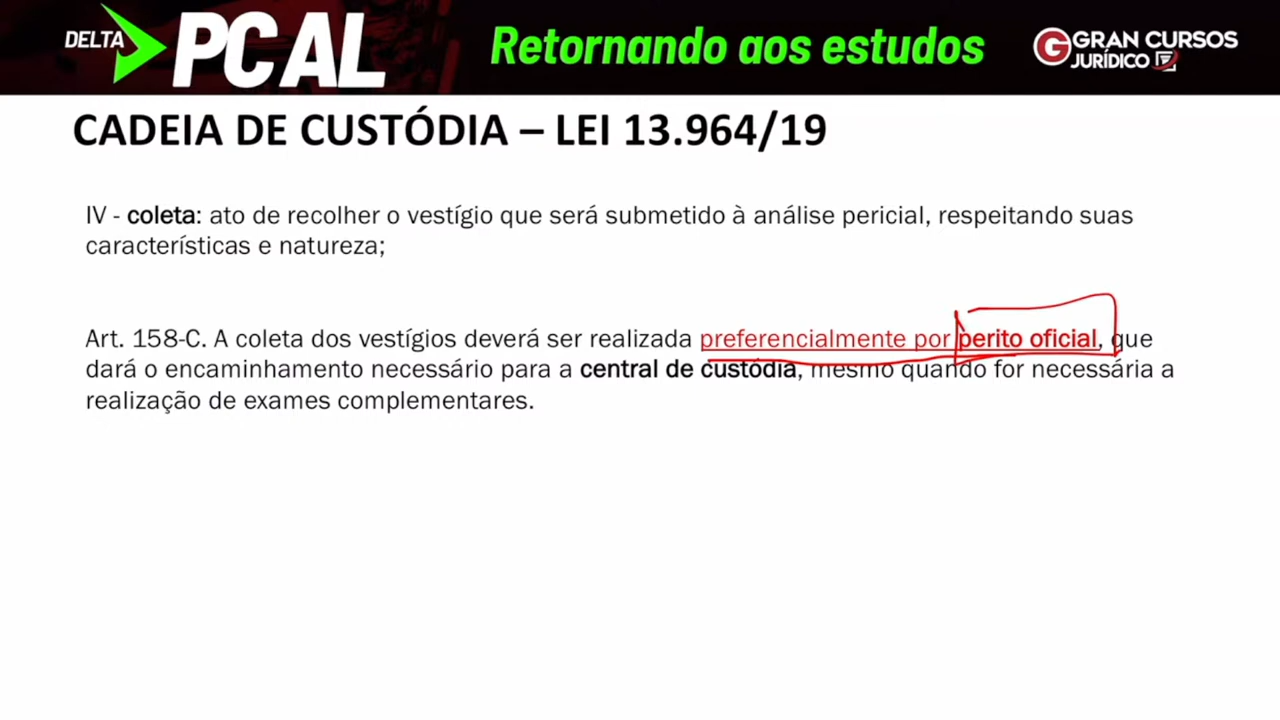 DELTA PC AL
Retornando aos estudos
GRAN CURSOS
JURÍDICO
CADEIA DE CUSTÓDIA – LEI 13.964/19
IV - coleta: ato de recolher o vestígio que será submetido à análise pericial, respeitando suas
características e natureza;
Art. 158-C. A coleta dos vestígios deverá ser realizada preferencialmente por perito oficial, que
dará o encaminhamento necessário para a central de custódia, mesmo quando for necessária a
realização de exames complementares.